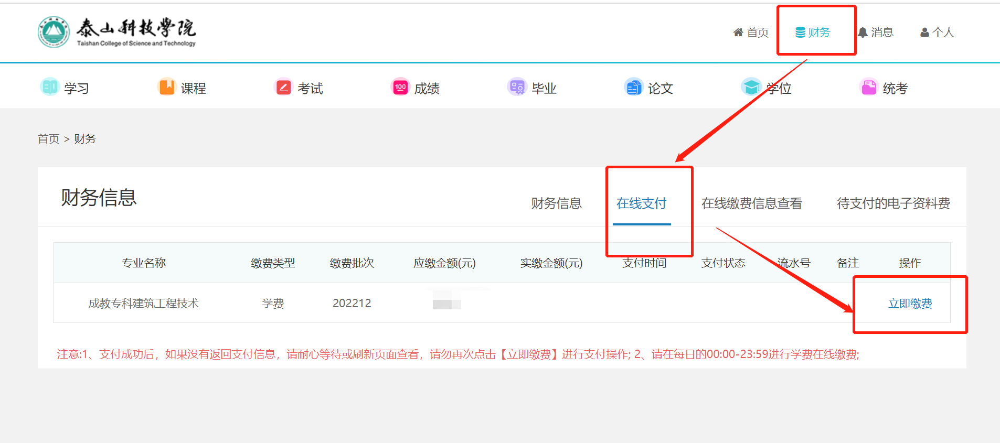 泰山科技學院
Taishan College of Science and Technology
首页 财务 消息 个人
学习 课程 考试 100 成绩 毕业 论文 学位 统考
首页 > 财务
财务信息
财务信息 在线支付 在线缴费信息查看 待支付的电子资料费
专业名称 缴费类型 缴费批次 应缴金额(元) 实缴金额(元) 支付时间 支付状态 流水号 备注 操作
成教专科建筑工程技术 学费 202212 立即缴费
注意:1、支付成功后，如果没有返回支付信息，请耐心等待或刷新页面查看，请勿再次点击【立即缴费】进行支付操作; 2、请在每日的00:00-23:59进行学费在线缴费;